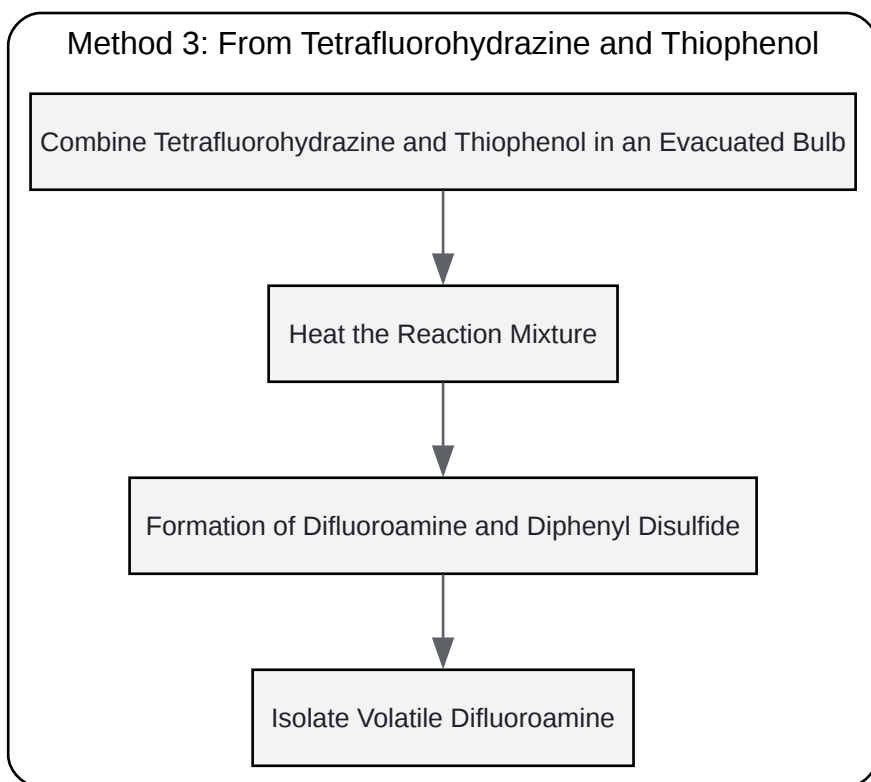 Method 3: From Tetrafluorohydrazine and Thiophenol
Combine Tetrafluorohydrazine and Thiophenol in an Evacuated Bulb
Heat the Reaction Mixture
Formation of Difluoroamine and Diphenyl Disulfide
Isolate Volatile Difluoroamine